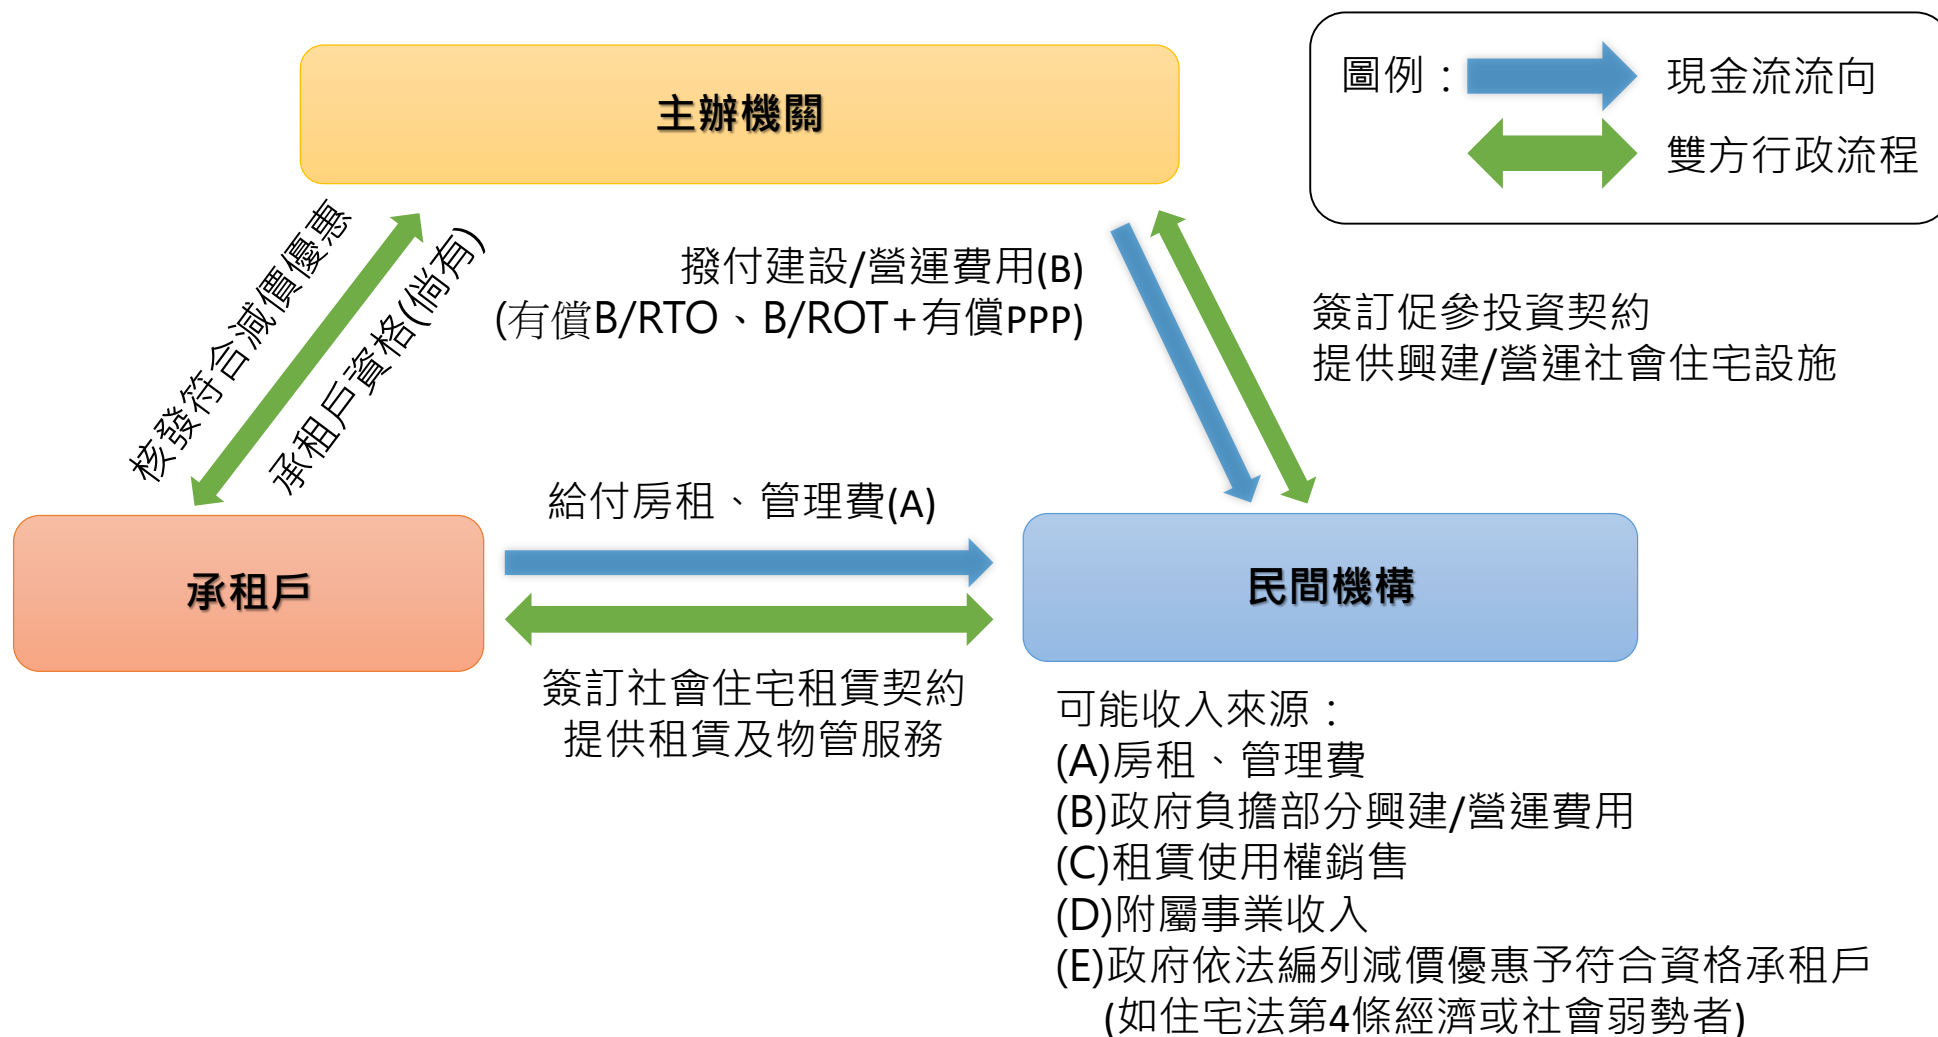 圖例：
現金流流向
雙方行政流程
主辦機關
核發符合減價優惠
承租戶資格(倘有)
撥付建設/營運費用(B)
(有償B/RTO、B/ROT+有償PPP)
簽訂促參投資契約
提供興建/營運社會住宅設施
給付房租、管理費(A)
承租戶
民間機構
簽訂社會住宅租賃契約
提供租賃及物管服務
可能收入來源：
(A)房租、管理費
(B)政府負擔部分興建/營運費用
(C)租賃使用權銷售
(D)附屬事業收入
(E)政府依法編列減價優惠予符合資格承租戶
(如住宅法第4條經濟或社會弱勢者)